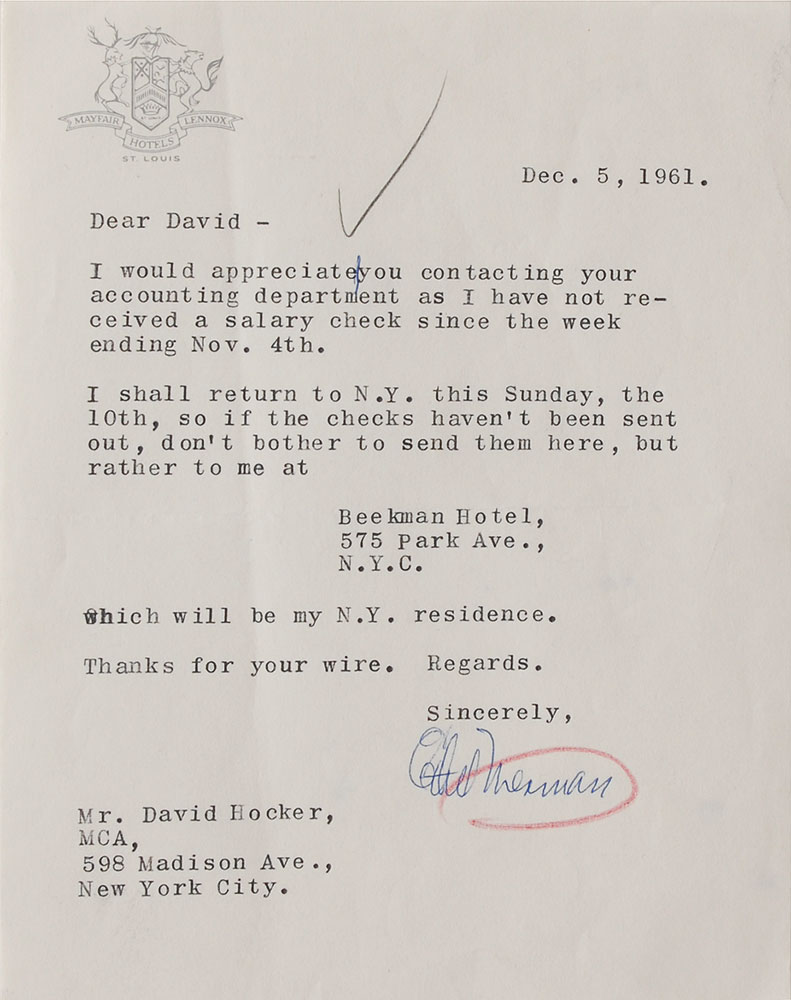 MAYFAIR LENNOX
HOTELS
ST. LOUIS
Dec. 5, 1961.
Dear David -
I would appreciate you contacting your
accounting department as I have not re-
ceived a salary check since the week
ending Nov. 4th.
I shall return to N.Y. this Sunday, the
10th, so if the checks haven't been sent
out, don't bother to send them here, but
rather to me at
Beekman Hotel,
575 Park Ave.,
N.Y.C.
which will be my N.Y. residence.
Thanks for your wire. Regards.
Sincerely,
Ethel Merman
Mr. David Hocker,
MCA,
598 Madison Ave.,
New York City.